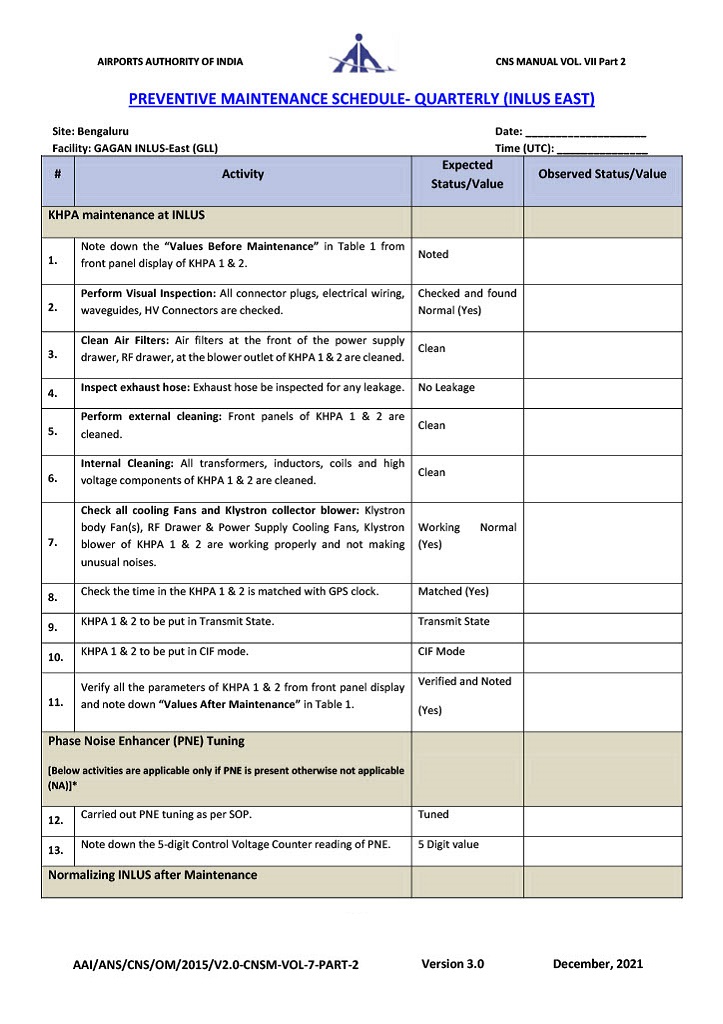 AIRPORTS AUTHORITY OF INDIA
CNS MANUAL VOL. VII Part 2
PREVENTIVE MAINTENANCE SCHEDULE- QUARTERLY (INLUS EAST)
Site: Bengaluru
Date: ____________________
Facility: GAGAN INLUS-East (GLL)
Time (UTC): _______________
# Activity Expected Status/Value Observed Status/Value
KHPA maintenance at INLUS
1. Note down the “Values Before Maintenance” in Table 1 from
front panel display of KHPA 1 & 2.
Noted
2. Perform Visual Inspection: All connector plugs, electrical wiring,
waveguides, HV Connectors are checked.
Checked and found
Normal (Yes)
3. Clean Air Filters: Air filters at the front of the power supply
drawer, RF drawer, at the blower outlet of KHPA 1 & 2 are cleaned.
Clean
4. Inspect exhaust hose: Exhaust hose be inspected for any leakage.
No Leakage
5. Perform external cleaning: Front panels of KHPA 1 & 2 are
cleaned.
Clean
6. Internal Cleaning: All transformers, inductors, coils and high
voltage components of KHPA 1 & 2 are cleaned.
Clean
7. Check all cooling Fans and Klystron collector blower: Klystron
body Fan(s), RF Drawer & Power Supply Cooling Fans, Klystron
blower of KHPA 1 & 2 are working properly and not making
unusual noises.
Working Normal
(Yes)
8. Check the time in the KHPA 1 & 2 is matched with GPS clock.
Matched (Yes)
9. KHPA 1 & 2 to be put in Transmit State.
Transmit State
10. KHPA 1 & 2 to be put in CIF mode.
CIF Mode
11. Verify all the parameters of KHPA 1 & 2 from front panel display
and note down “Values After Maintenance” in Table 1.
Verified and Noted
(Yes)
Phase Noise Enhancer (PNE) Tuning
[Below activities are applicable only if PNE is present otherwise not applicable
(NA)]*
12. Carried out PNE tuning as per SOP.
Tuned
13. Note down the 5-digit Control Voltage Counter reading of PNE.
5 Digit value
Normalizing INLUS after Maintenance
AAI/ANS/CNS/OM/2015/V2.0-CNSM-VOL-7-PART-2
Version 3.0
December, 2021